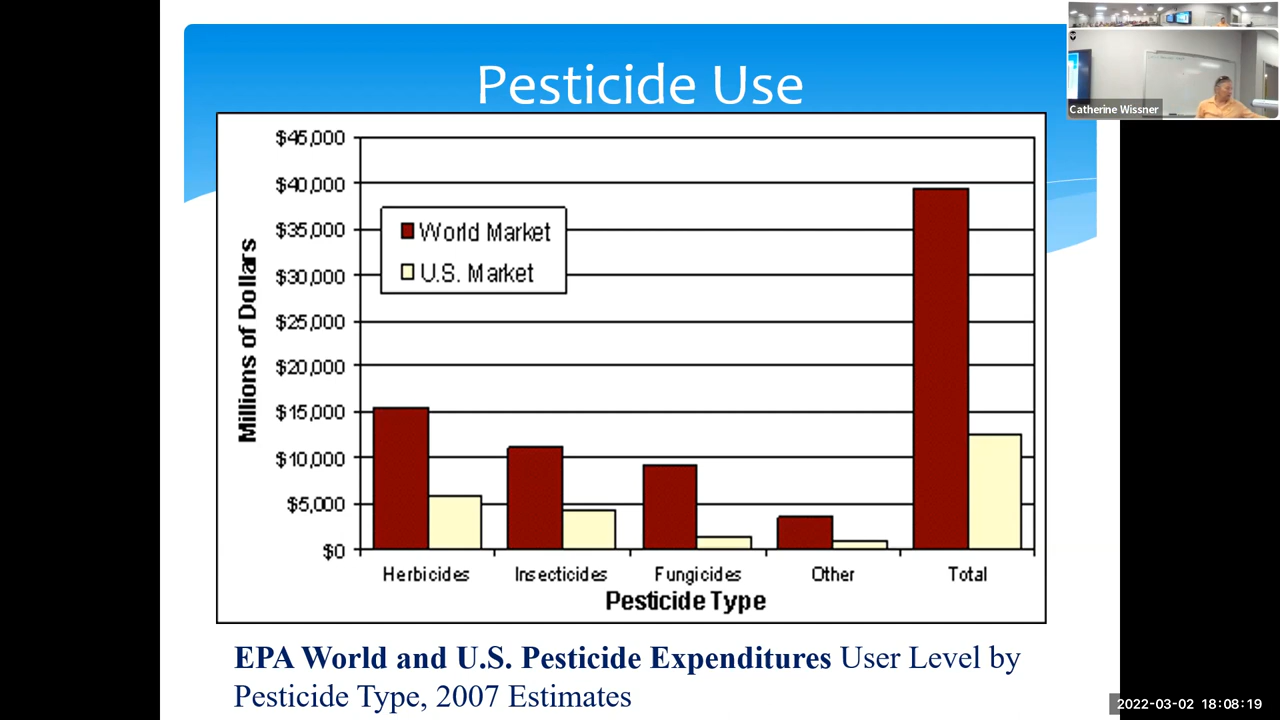 Pesticide Use
$45,000
$40,000
$35,000
$30,000
$25,000
$20,000
$15,000
$10,000
$5,000
$0
Millions of Dollars
World Market
U.S. Market
Herbicides Insecticides Fungicides Other Total
Pesticide Type
EPA World and U.S. Pesticide Expenditures User Level by
Pesticide Type, 2007 Estimates
Catherine Wissner
2022-03-02 18:08:19